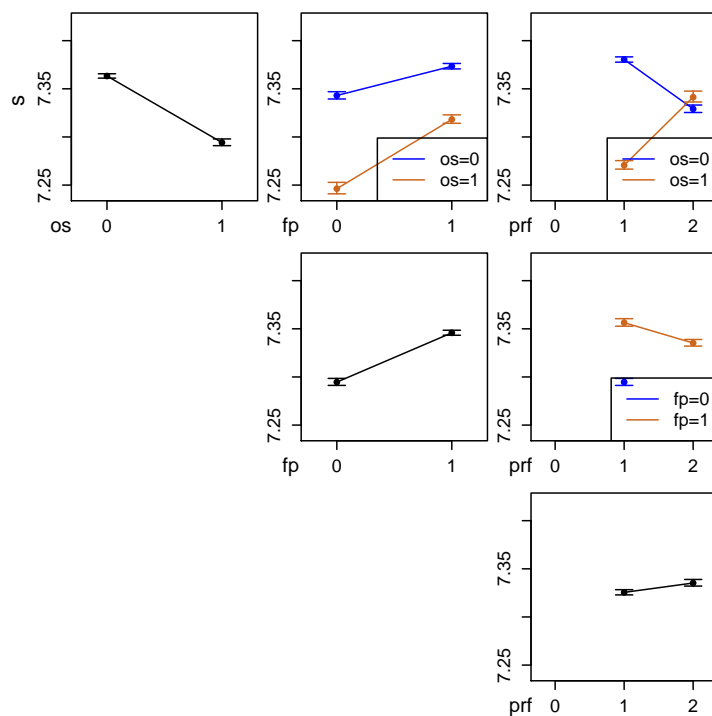 s
7.25 7.35
os 0 1
7.25 7.35
fp 0 1
os=0
os=1
7.25 7.35
prf 0 1 2
os=0
os=1
7.25 7.35
fp 0 1
7.25 7.35
prf 0 1 2
fp=0
fp=1
7.25 7.35
prf 0 1 2